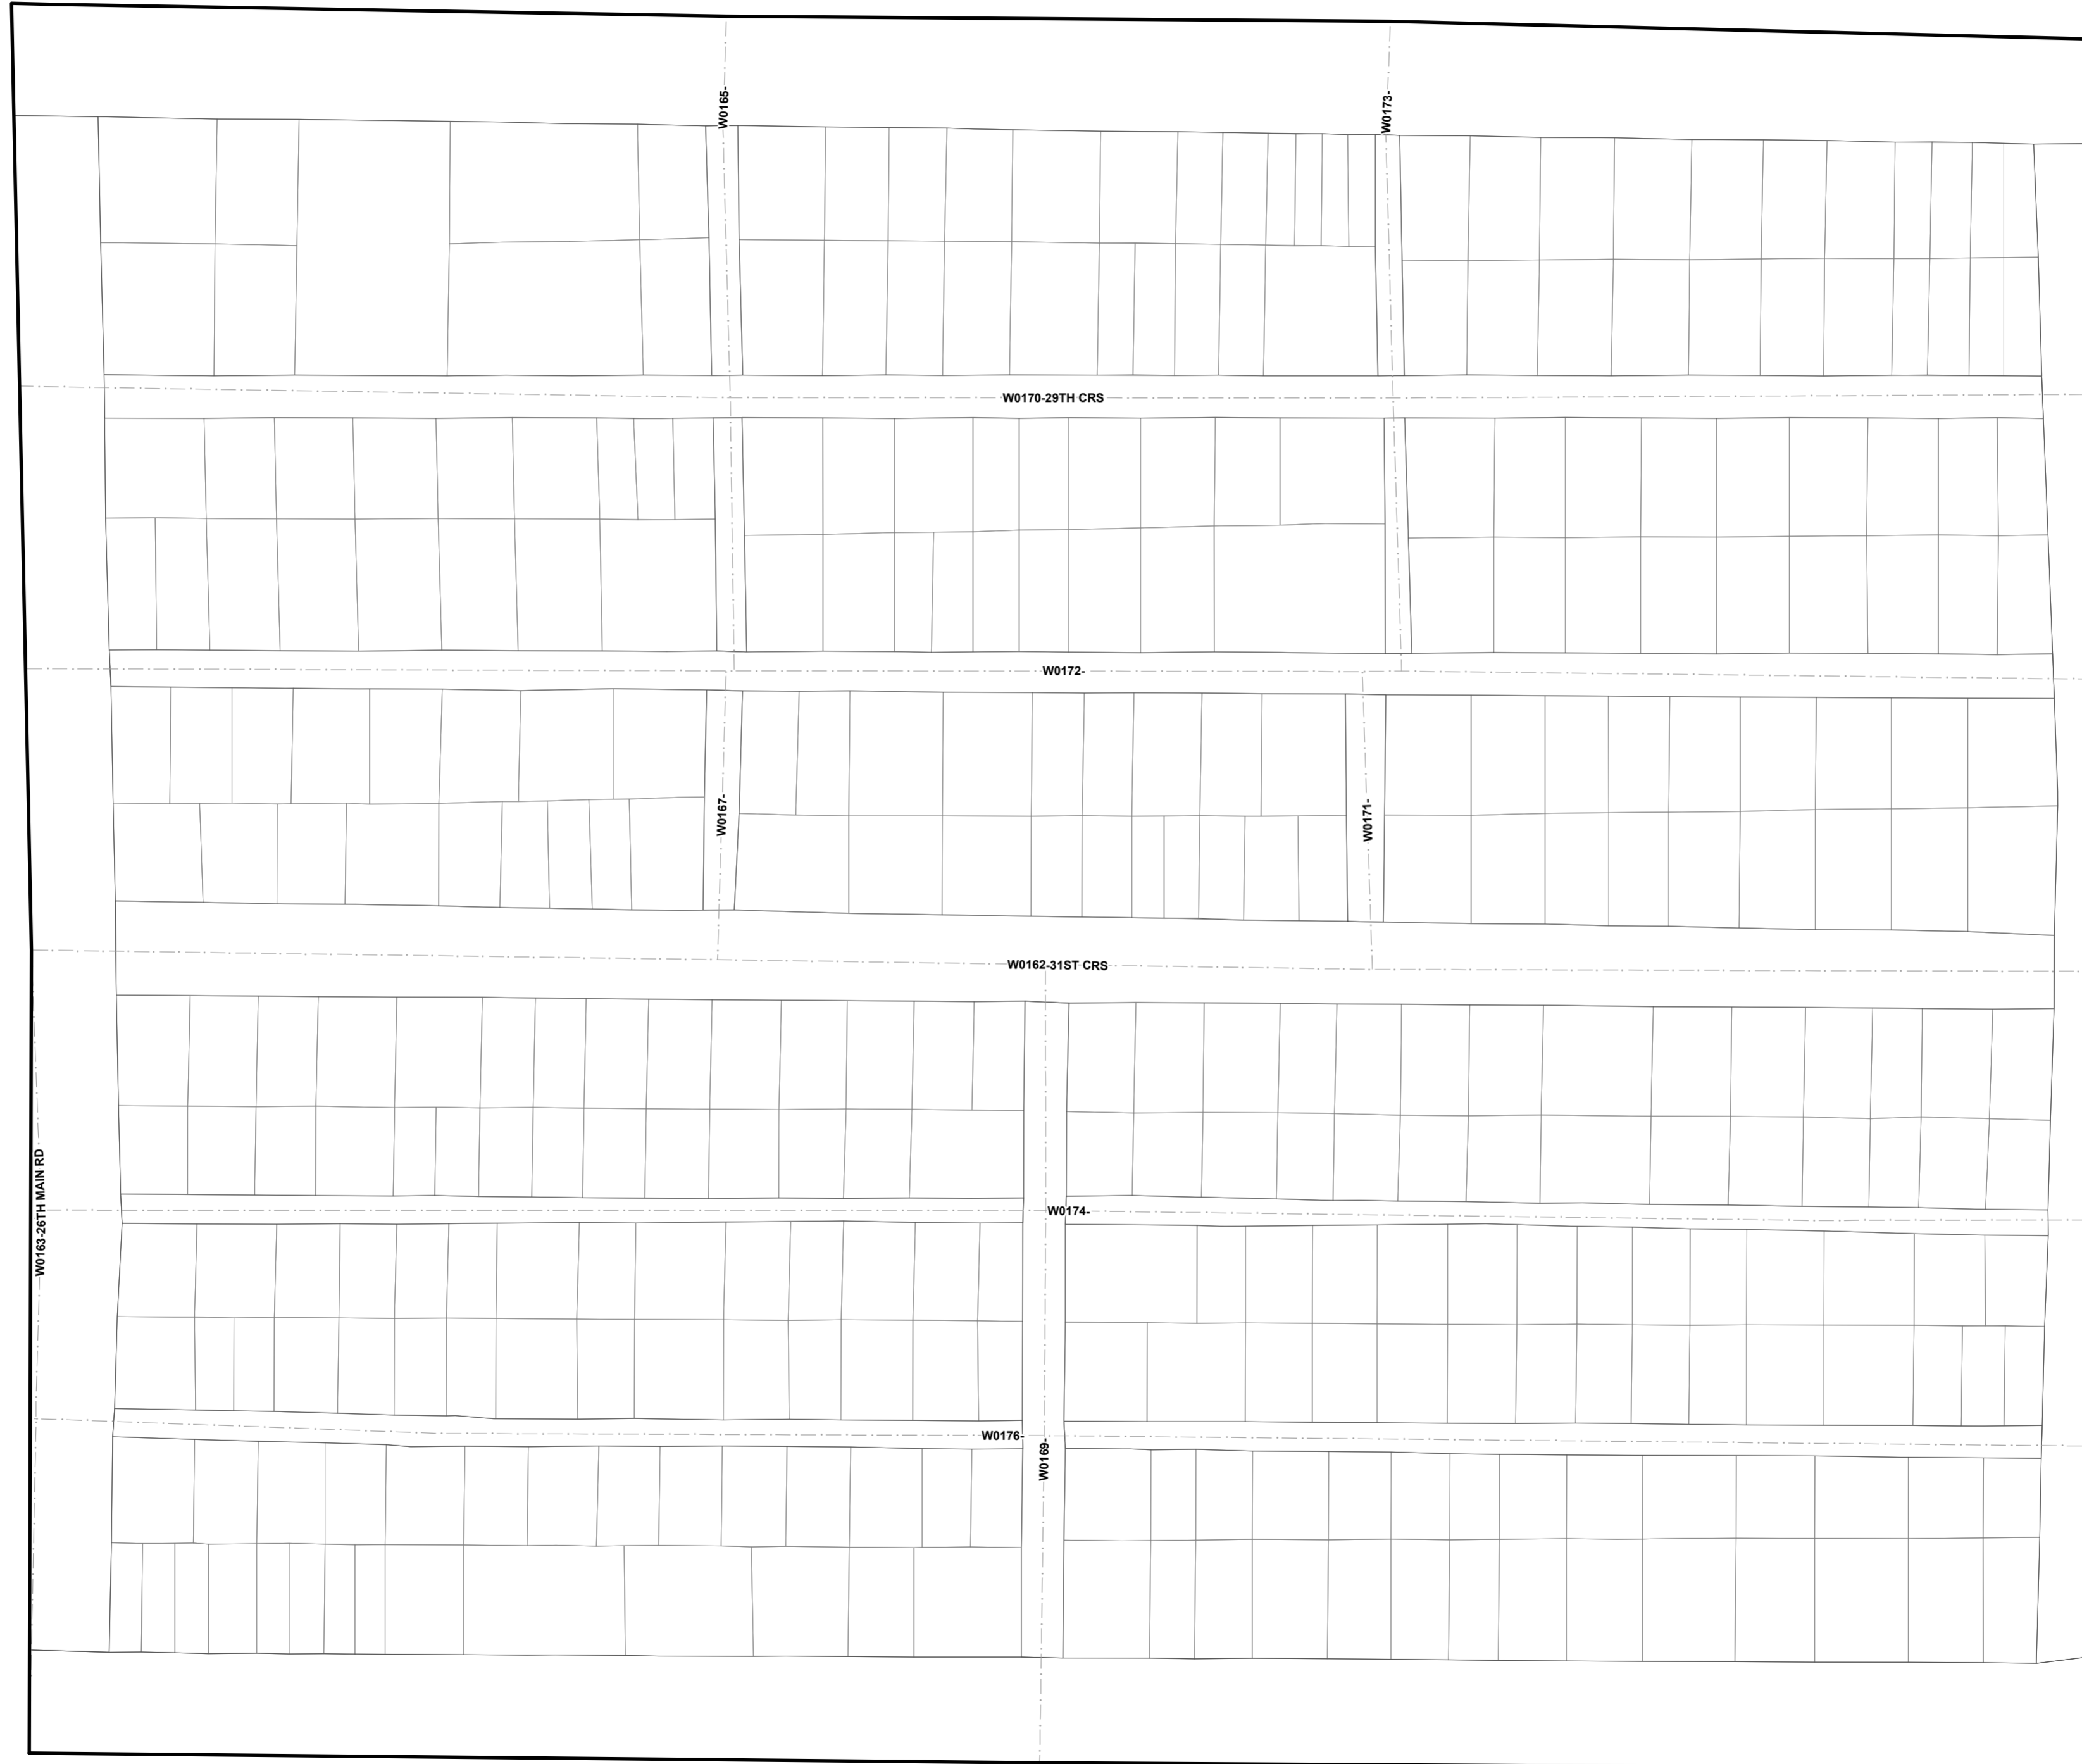 W0165-
W0173-
W0170-29TH CRS
W0172-
W0167-
W0171-
W0162-31ST CRS
W0163-26TH MAIN RD
W0174-
W0176-
W0169-